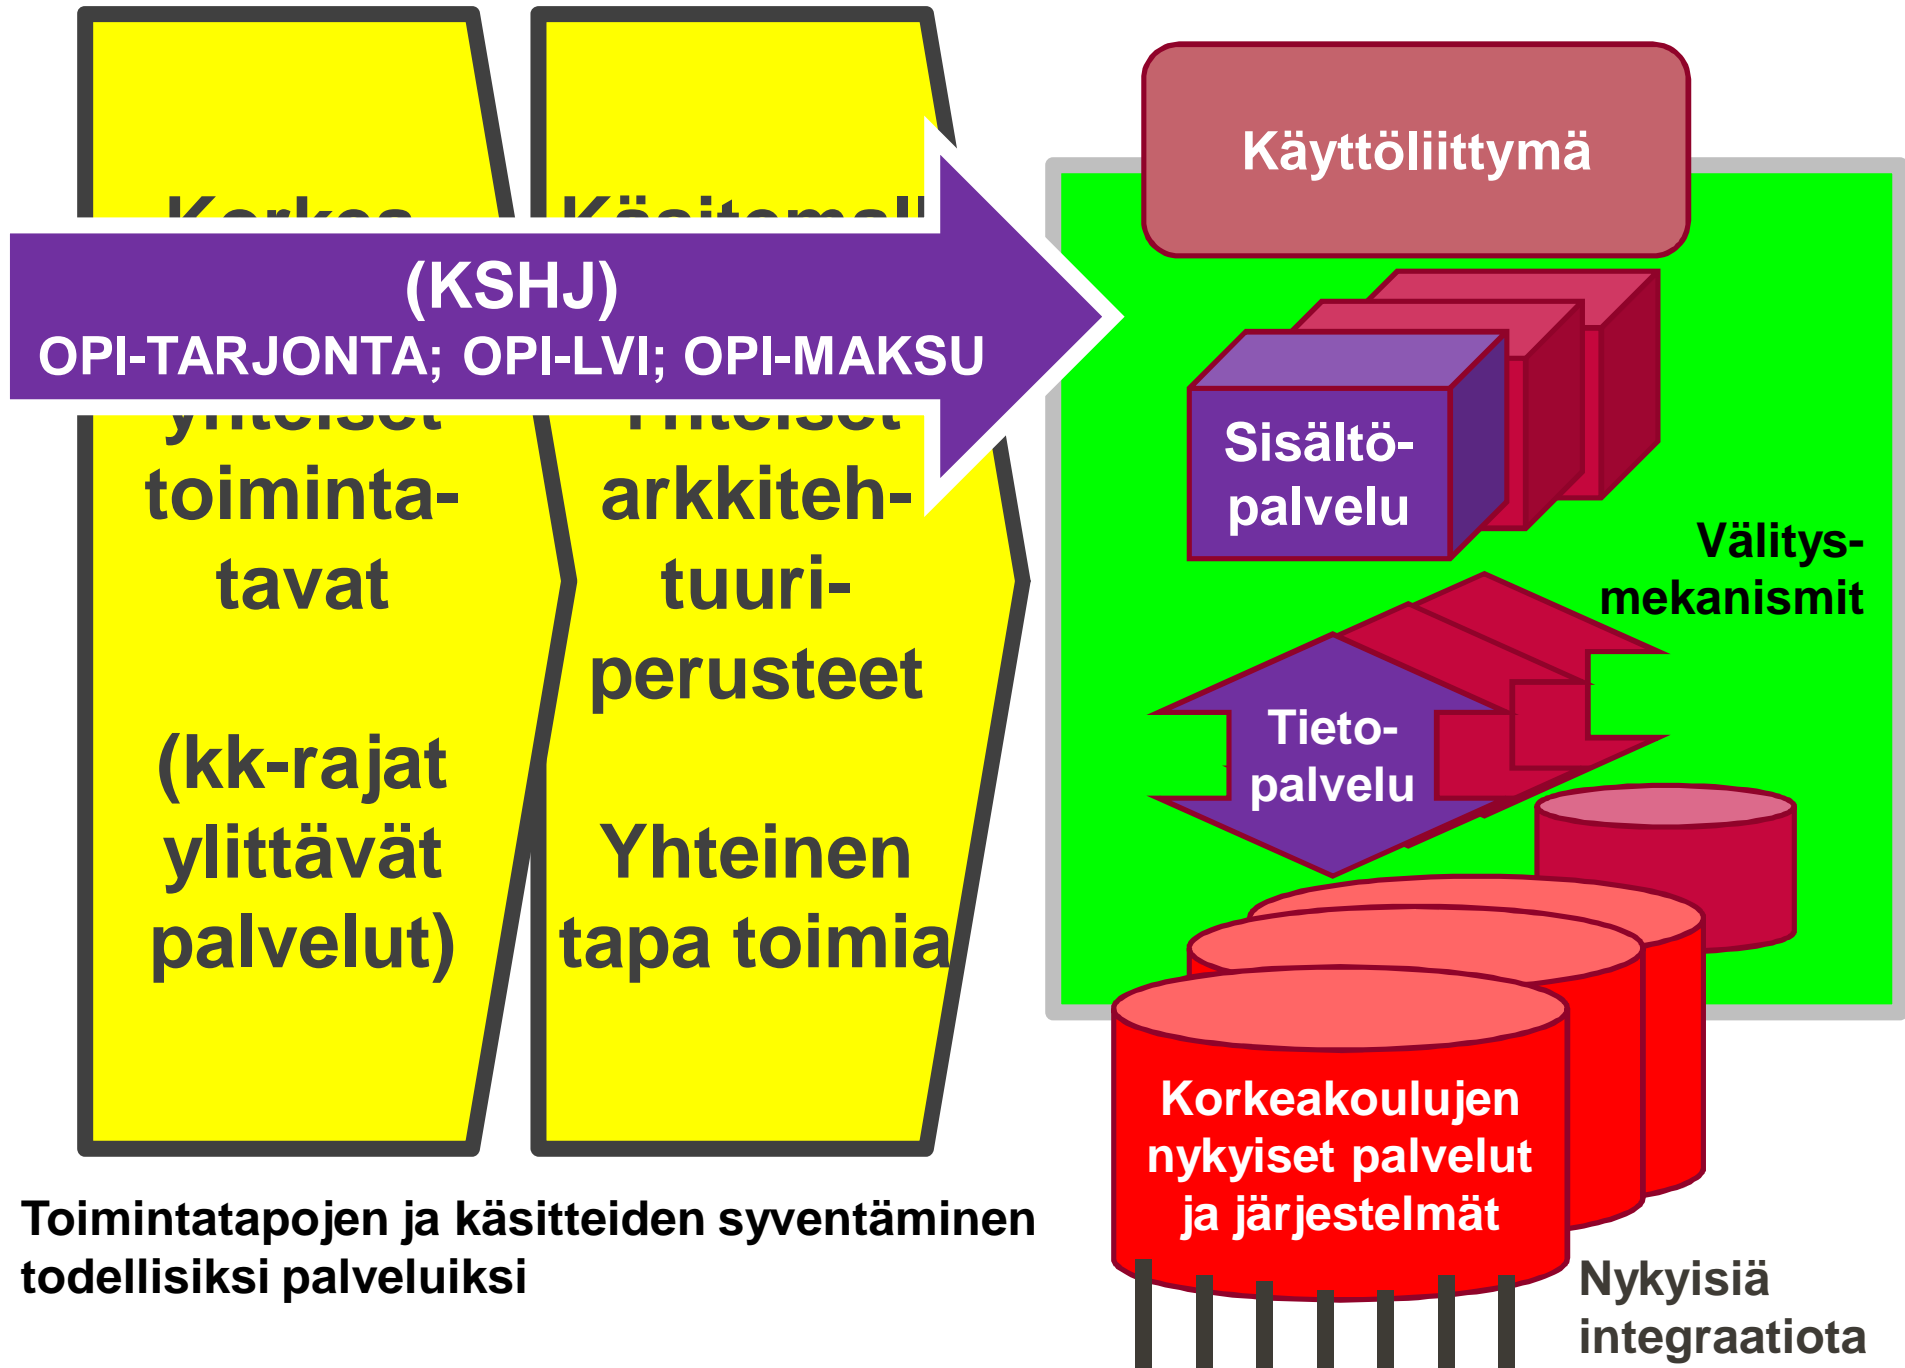 (KSHJ)
OPI-TARJONTA; OPI-LVI; OPI-MAKSU
yhteiset
toiminta-
tavat
(kk-rajat
ylittävät
palvelut)
Yhteiset
arkkiteh-
tuuri-
perusteet
Yhteinen
tapa toimia
Käyttöliittymä
Sisältö-
palvelu
Välitys-
mekanismit
Tieto-
palvelu
Korkeakoulujen
nykyiset palvelut
ja järjestelmät
Toimintatapojen ja käsitteiden syventäminen
todellisiksi palveluiksi
Nykyisiä
integraatiota